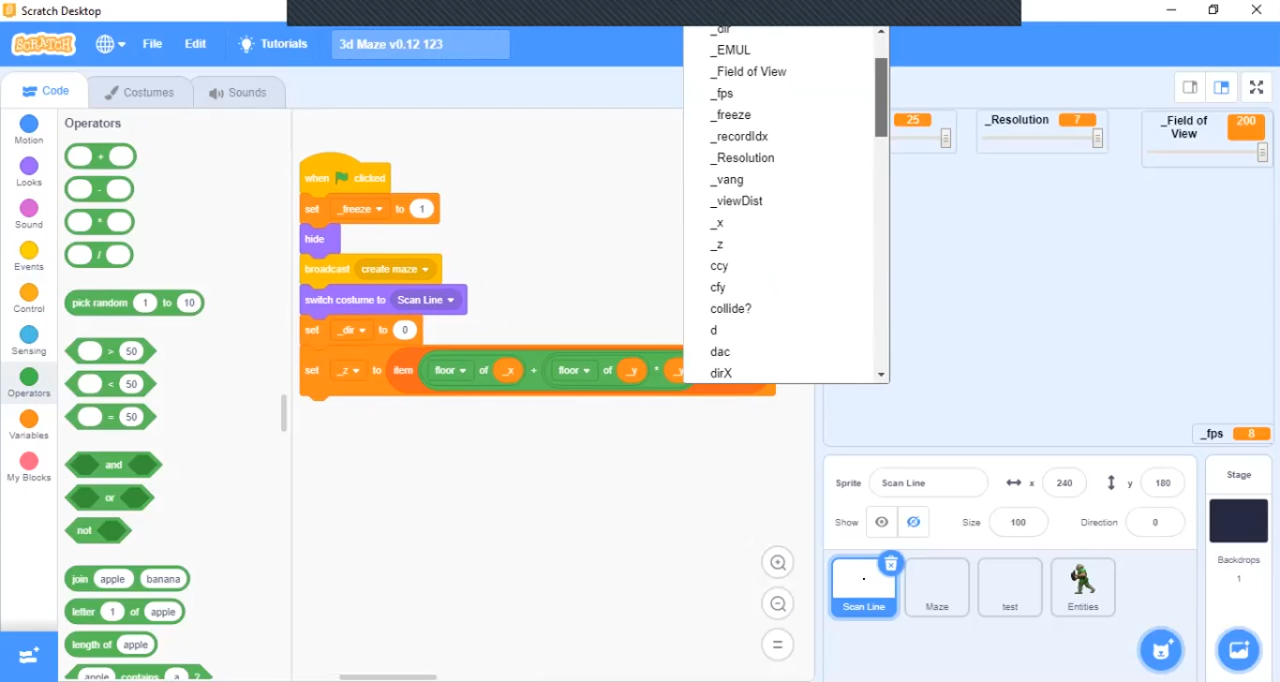 Scratch Desktop
SCRATCH
File
Edit
Tutorials
3d Maze v0.12 123
Code
Costumes
Sounds
Motion
Looks
Sound
Events
Control
Sensing
Operators
Variables
My Blocks
Operators
+
-
*
/
pick random 1 to 10
> 50
< 50
= 50
and
or
not
join apple banana
letter 1 of apple
length of apple
apple contains a ?
when clicked
set _freeze to 1
hide
broadcast create maze
switch costume to Scan Line
set _dir to 0
set _z to item floor of _x + floor of _y *
_dir
_EMUL
_Field of View
_fps
_freeze
_recordIdx
_Resolution
_vang
_viewDist
_x
_z
ccy
cfy
collide?
d
dac
dirX
25
_Resolution 7
_Field of View 200
_fps 8
Sprite Scan Line
x 240
y 180
Show
Size 100
Direction 0
Scan Line
Maze
test
Entities
Stage
Backdrops
1